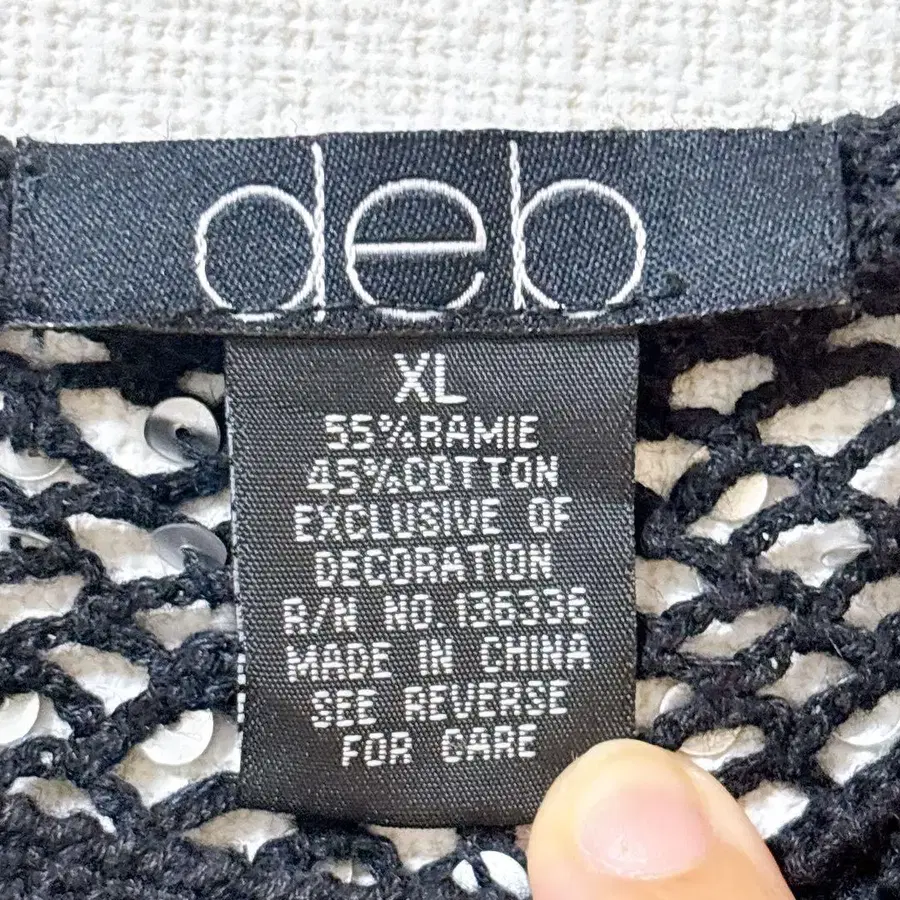 deb
XL
55%RAMIE
45%COTTON
EXCLUSIVE OF
DECORATION
R/N NO.136336
MADE IN CHINA
SEE REVERSE
FOR CARE